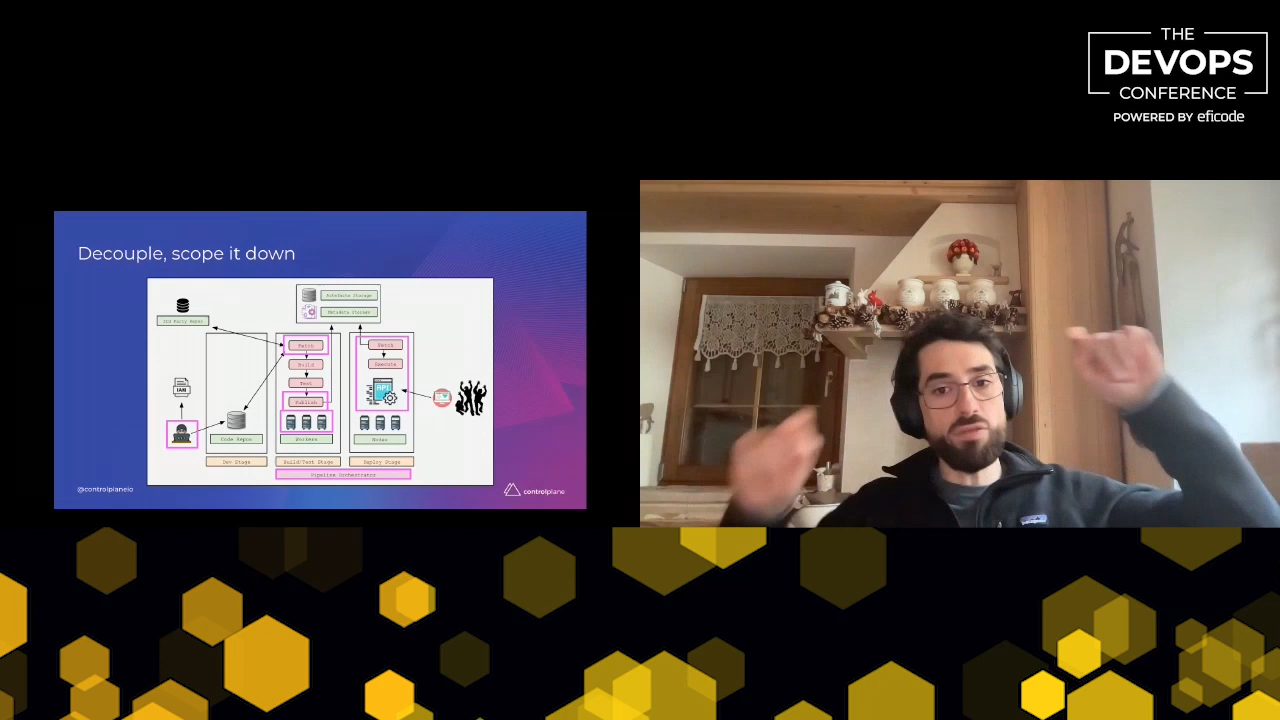 THE
DEVOPS
CONFERENCE
POWERED BY eficode
Decouple, scope it down
Artefacts Storage
Metadata Storage
3rd Party Repos
Fetch
Build
Test
Publish
Fetch
Execute
API
IAM
Code Repos
Workers
Nodes
Dev Stage
Build/Test Stage
Deploy Stage
Pipeline Orchestrator
@controlplaneio
controlplane